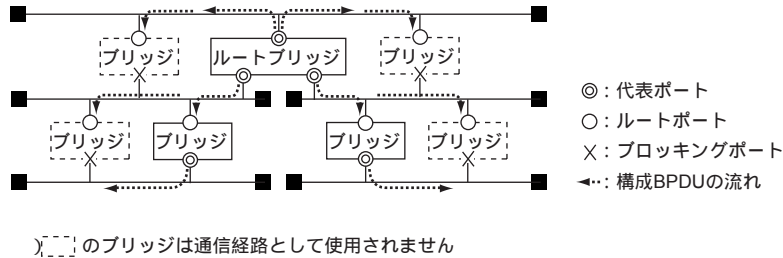 ブリッジ ルートブリッジ ブリッジ
ブリッジ ブリッジ ブリッジ ブリッジ
◎：代表ポート
○：ルートポート
×：ブロッキングポート
：構成BPDUの流れ
) のブリッジは通信経路として使用されません